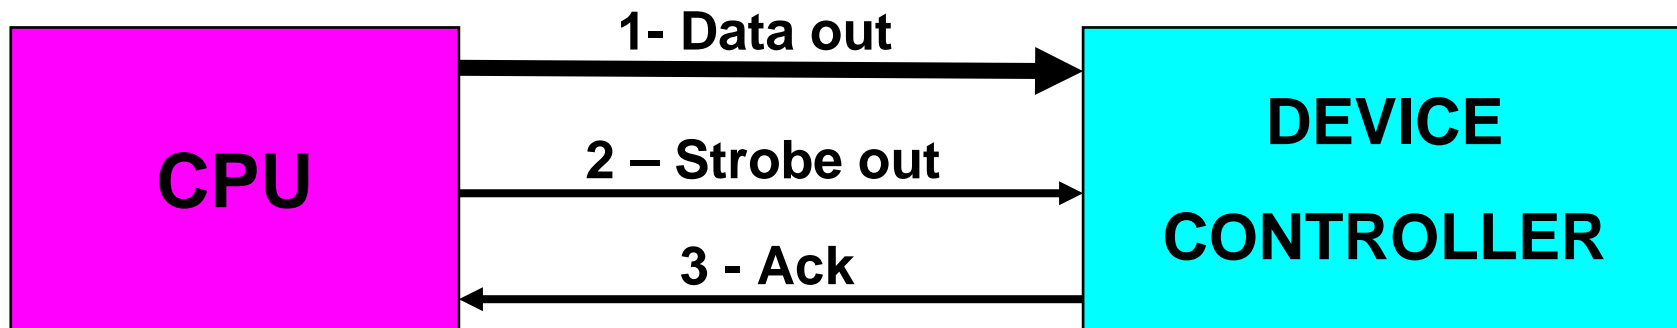 1- Data out
CPU
2 – Strobe out
3 - Ack
DEVICE
CONTROLLER